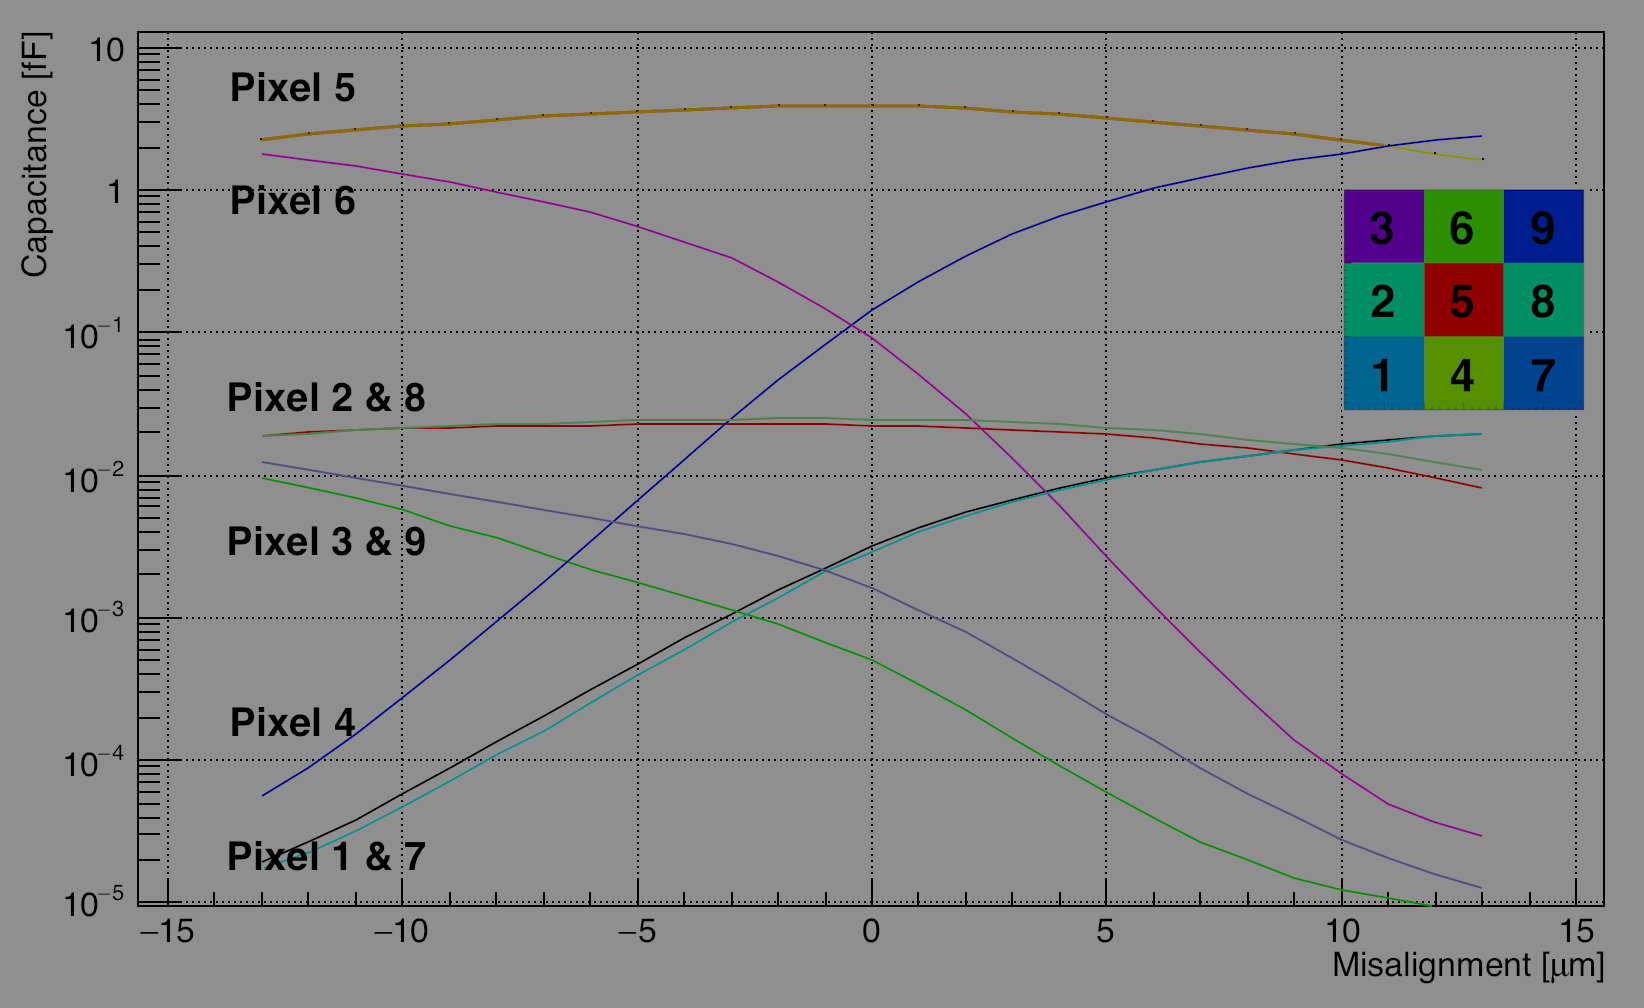 Capacitance [fF]
10
1
10⁻¹
10⁻²
10⁻³
10⁻⁴
10⁻⁵
Pixel 5
Pixel 6
Pixel 2 & 8
Pixel 3 & 9
Pixel 4
Pixel 1 & 7
3 6 9
2 5 8
1 4 7
−15 −10 −5 0 5 10 15
Misalignment [μm]